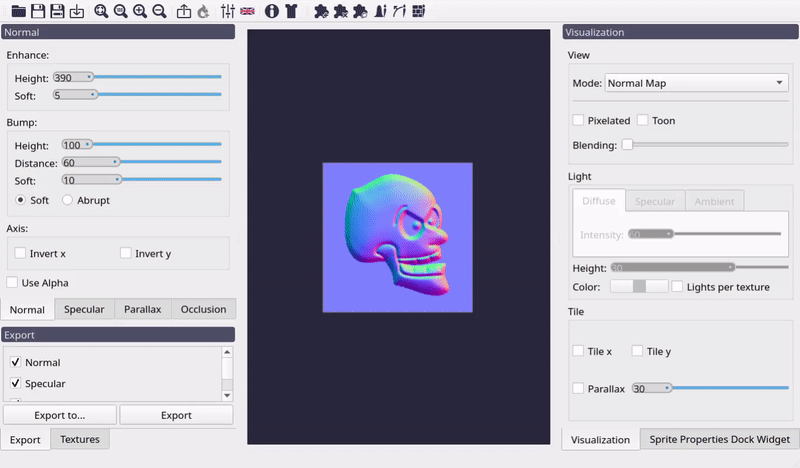 Normal
Enhance:
Height: 390
Soft: 5
Bump:
Height: 100
Distance: 60
Soft: 10
Soft Abrupt
Axis:
Invert x Invert y
Use Alpha
Normal Specular Parallax Occlusion
Export
Normal
Specular
Export to... Export
Export Textures
Visualization
View
Mode: Normal Map
Pixelated Toon
Blending:
Light
Diffuse Specular Ambient
Intensity: 60
Height:
Color: Lights per texture
Tile
Tile x Tile y
Parallax 30
Visualization Sprite Properties Dock Widget